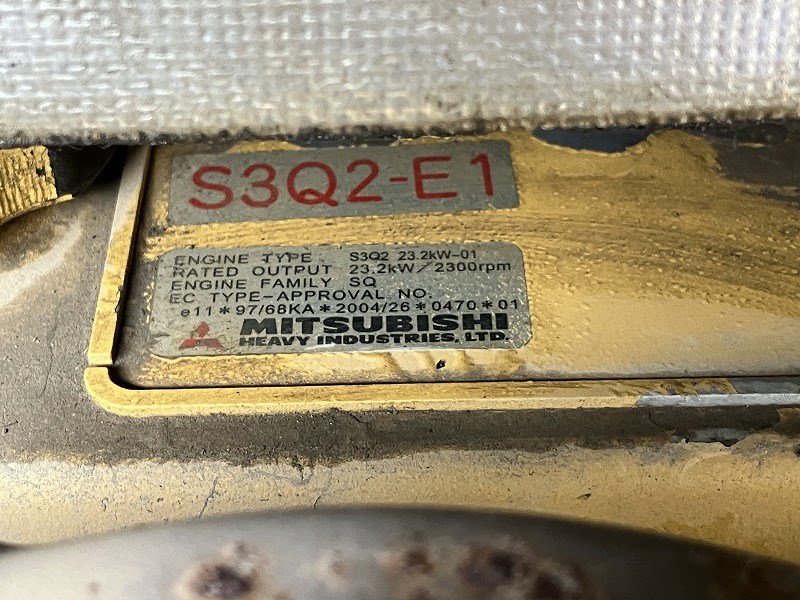 S3Q2-E1
ENGINE TYPE S3Q2 23.2kW-01
RATED OUTPUT 23.2kW/2300rpm
ENGINE FAMILY SQ
EC TYPE-APPROVAL NO.
e11*97/68KA*2004/26*0470*01
MITSUBISHI
HEAVY INDUSTRIES, LTD.